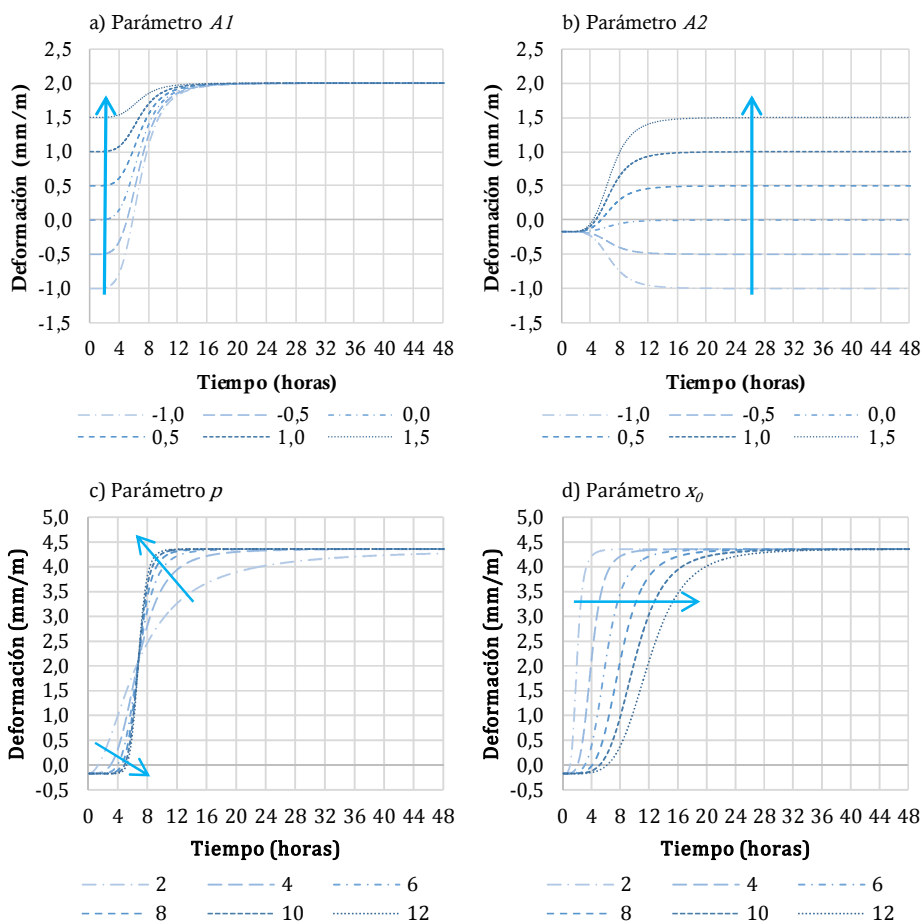 a) Parámetro A1
Deformación (mm/m)
2,5
2,0
1,5
1,0
0,5
0,0
-0,5
-1,0
-1,5
0 4 8 12 16 20 24 28 32 36 40 44 48
Tiempo (horas)
-1,0 -0,5 0,0
0,5 1,0 1,5
b) Parámetro A2
Deformación (mm/m)
2,5
2,0
1,5
1,0
0,5
0,0
-0,5
-1,0
-1,5
0 4 8 12 16 20 24 28 32 36 40 44 48
Tiempo (horas)
-1,0 -0,5 0,0
0,5 1,0 1,5
c) Parámetro p
Deformación (mm/m)
5,0
4,5
4,0
3,5
3,0
2,5
2,0
1,5
1,0
0,5
0,0
-0,5
0 4 8 12 16 20 24 28 32 36 40 44 48
Tiempo (horas)
2 4 6
8 10 12
d) Parámetro x₀
Deformación (mm/m)
5,0
4,5
4,0
3,5
3,0
2,5
2,0
1,5
1,0
0,5
0,0
-0,5
0 4 8 12 16 20 24 28 32 36 40 44 48
Tiempo (horas)
2 4 6
8 10 12